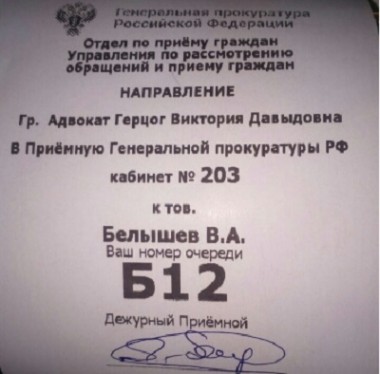 Генеральная прокуратура
Российской Федерации
Отдел по приёму граждан
Управления по рассмотрению
обращений и приему граждан
НАПРАВЛЕНИЕ
Гр. Адвокат Герцог Виктория Давыдовна
В Приёмную Генеральной прокуратуры РФ
кабинет № 203
к тов.
Белышев В.А.
Ваш номер очереди
Б12
Дежурный Приёмной